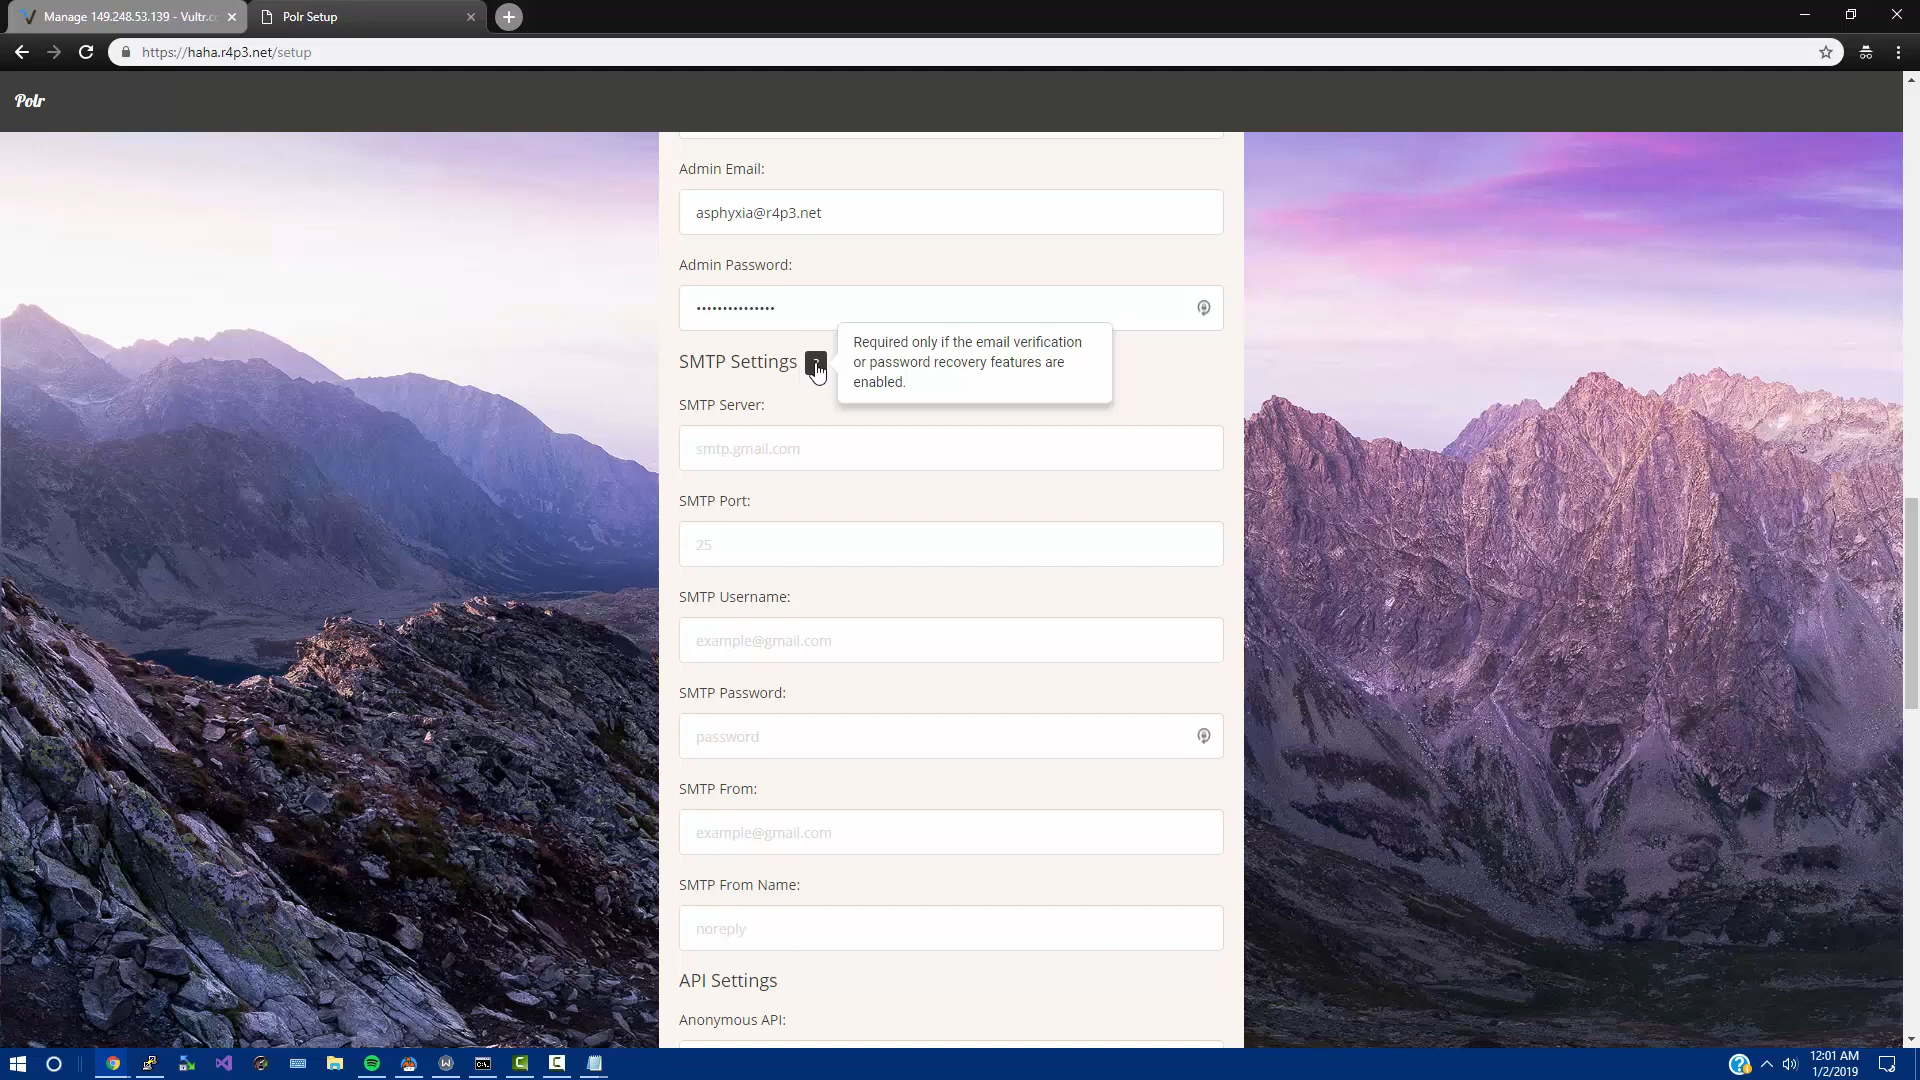 Manage 149.248.53.139 - Vultr.c
Polr Setup
https://haha.r4p3.net/setup
Polr
Admin Email:
asphyxia@r4p3.net
Admin Password:
•••••••••••••••
SMTP Settings ?
Required only if the email verification
or password recovery features are
enabled.
SMTP Server:
smtp.gmail.com
SMTP Port:
25
SMTP Username:
example@gmail.com
SMTP Password:
password
SMTP From:
example@gmail.com
SMTP From Name:
noreply
API Settings
Anonymous API:
12:01 AM
1/2/2019